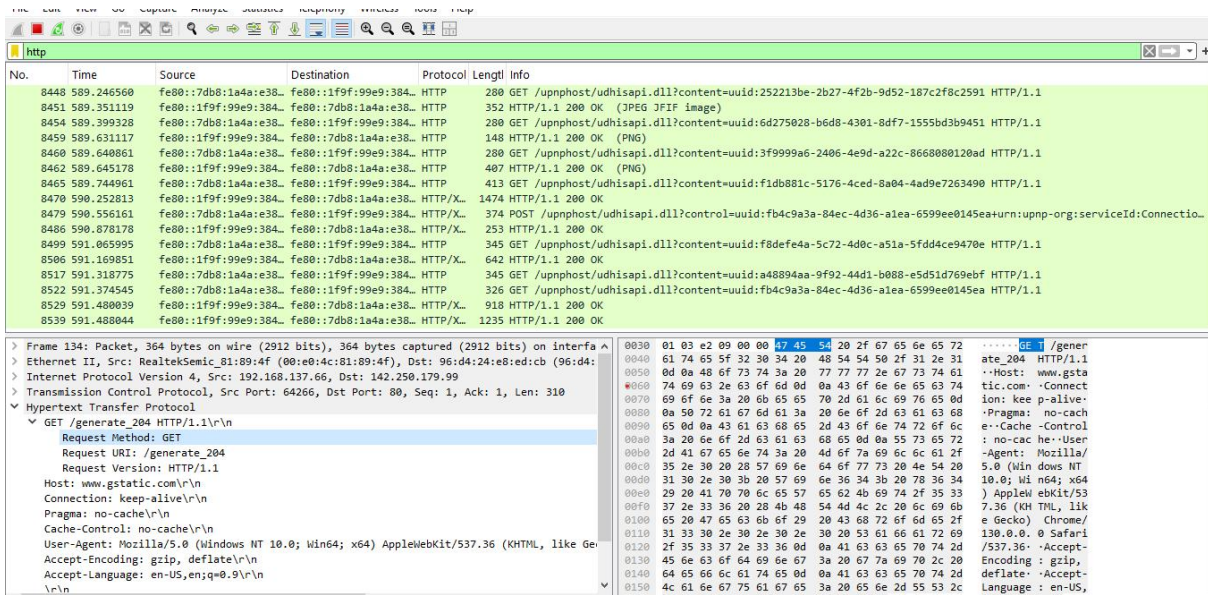 File Edit View Go Capture Analyze Statistics Telephony Wireless Tools Help
http
No. Time Source Destination Protocol Lengtl Info
8448 589.246560 fe80::7db8:1a4a:e38… fe80::1f9f:99e9:384… HTTP 280 GET /upnphost/udhisapi.dll?content=uuid:252213be-2b27-4f2b-9d52-187c2f8c2591 HTTP/1.1
8451 589.351119 fe80::1f9f:99e9:384… fe80::7db8:1a4a:e38… HTTP 352 HTTP/1.1 200 OK (JPEG JFIF image)
8454 589.399328 fe80::7db8:1a4a:e38… fe80::1f9f:99e9:384… HTTP 280 GET /upnphost/udhisapi.dll?content=uuid:6d275028-b6d8-4301-8df7-1555bd3b9451 HTTP/1.1
8459 589.631117 fe80::1f9f:99e9:384… fe80::7db8:1a4a:e38… HTTP 148 HTTP/1.1 200 OK (PNG)
8460 589.640861 fe80::7db8:1a4a:e38… fe80::1f9f:99e9:384… HTTP 280 GET /upnphost/udhisapi.dll?content=uuid:3f9999a6-2406-4e9d-a22c-8668080120ad HTTP/1.1
8462 589.645178 fe80::1f9f:99e9:384… fe80::7db8:1a4a:e38… HTTP 407 HTTP/1.1 200 OK (PNG)
8465 589.744961 fe80::7db8:1a4a:e38… fe80::1f9f:99e9:384… HTTP 413 GET /upnphost/udhisapi.dll?content=uuid:f1db881c-5176-4ced-8a04-4ad9e7263490 HTTP/1.1
8470 590.252813 fe80::1f9f:99e9:384… fe80::7db8:1a4a:e38… HTTP/X… 1474 HTTP/1.1 200 OK
8479 590.556161 fe80::7db8:1a4a:e38… fe80::1f9f:99e9:384… HTTP/X… 374 POST /upnphost/udhisapi.dll?control=uuid:fb4c9a3a-84ec-4d36-a1ea-6599ee0145ea+urn:upnp-org:serviceId:Connectio…
8486 590.878178 fe80::1f9f:99e9:384… fe80::7db8:1a4a:e38… HTTP/X… 253 HTTP/1.1 200 OK
8499 591.065995 fe80::7db8:1a4a:e38… fe80::1f9f:99e9:384… HTTP 345 GET /upnphost/udhisapi.dll?content=uuid:f8defe4a-5c72-4d0c-a51a-5fdd4ce9470e HTTP/1.1
8506 591.169851 fe80::1f9f:99e9:384… fe80::7db8:1a4a:e38… HTTP/X… 642 HTTP/1.1 200 OK
8517 591.318775 fe80::7db8:1a4a:e38… fe80::1f9f:99e9:384… HTTP 345 GET /upnphost/udhisapi.dll?content=uuid:a48894aa-9f92-44d1-b088-e5d51d769ebf HTTP/1.1
8522 591.374545 fe80::7db8:1a4a:e38… fe80::1f9f:99e9:384… HTTP 326 GET /upnphost/udhisapi.dll?content=uuid:fb4c9a3a-84ec-4d36-a1ea-6599ee0145ea HTTP/1.1
8529 591.480039 fe80::1f9f:99e9:384… fe80::7db8:1a4a:e38… HTTP/X… 918 HTTP/1.1 200 OK
8539 591.488044 fe80::1f9f:99e9:384… fe80::7db8:1a4a:e38… HTTP/X… 1235 HTTP/1.1 200 OK
Frame 134: Packet, 364 bytes on wire (2912 bits), 364 bytes captured (2912 bits) on interfa
Ethernet II, Src: RealtekSemic_81:89:4f (00:e0:4c:81:89:4f), Dst: 96:d4:24:e8:ed:cb (96:d4:
Internet Protocol Version 4, Src: 192.168.137.66, Dst: 142.250.179.99
Transmission Control Protocol, Src Port: 64266, Dst Port: 80, Seq: 1, Ack: 1, Len: 310
Hypertext Transfer Protocol
GET /generate_204 HTTP/1.1\r\n
Request Method: GET
Request URI: /generate_204
Request Version: HTTP/1.1
Host: www.gstatic.com\r\n
Connection: keep-alive\r\n
Pragma: no-cache\r\n
Cache-Control: no-cache\r\n
User-Agent: Mozilla/5.0 (Windows NT 10.0; Win64; x64) AppleWebKit/537.36 (KHTML, like Ge
Accept-Encoding: gzip, deflate\r\n
Accept-Language: en-US,en;q=0.9\r\n
\r\n
0030 01 03 e2 09 00 00 47 45 54 20 2f 67 65 6e 65 72 ······GE T /gener
0040 61 74 65 5f 32 30 34 20 48 54 54 50 2f 31 2e 31 ate_204 HTTP/1.1
0050 0d 0a 48 6f 73 74 3a 20 77 77 77 2e 67 73 74 61 ··Host: www.gsta
0060 74 69 63 2e 63 6f 6d 0d 0a 43 6f 6e 6e 65 63 74 tic.com· ·Connect
0070 69 6f 6e 3a 20 6b 65 65 70 2d 61 6c 69 76 65 0d ion: kee p-alive·
0080 0a 50 72 61 67 6d 61 3a 20 6e 6f 2d 63 61 63 68 ·Pragma: no-cach
0090 65 0d 0a 43 61 63 68 65 2d 43 6f 6e 74 72 6f 6c e··Cache -Control
00a0 3a 20 6e 6f 2d 63 61 63 68 65 0d 0a 55 73 65 72 : no-cac he··User
00b0 2d 41 67 65 6e 74 3a 20 4d 6f 7a 69 6c 6c 61 2f -Agent: Mozilla/
00c0 35 2e 30 20 28 57 69 6e 64 6f 77 73 20 4e 54 20 5.0 (Win dows NT
00d0 31 30 2e 30 3b 20 57 69 6e 36 34 3b 20 78 36 34 10.0; Wi n64; x64
00e0 29 20 41 70 70 6c 65 57 65 62 4b 69 74 2f 35 33 ) AppleW ebKit/53
00f0 37 2e 33 36 20 28 4b 48 54 4d 4c 2c 20 6c 69 6b 7.36 (KH TML, lik
0100 65 20 47 65 63 6b 6f 29 20 43 68 72 6f 6d 65 2f e Gecko) Chrome/
0110 31 33 30 2e 30 2e 30 2e 30 20 53 61 66 61 72 69 130.0.0. 0 Safari
0120 2f 35 33 37 2e 33 36 0d 0a 41 63 63 65 70 74 2d /537.36· ·Accept-
0130 45 6e 63 6f 64 69 6e 67 3a 20 67 7a 69 70 2c 20 Encoding : gzip,
0140 64 65 66 6c 61 74 65 0d 0a 41 63 63 65 70 74 2d deflate· ·Accept-
0150 4c 61 6e 67 75 61 67 65 3a 20 65 6e 2d 55 53 2c Language : en-US,